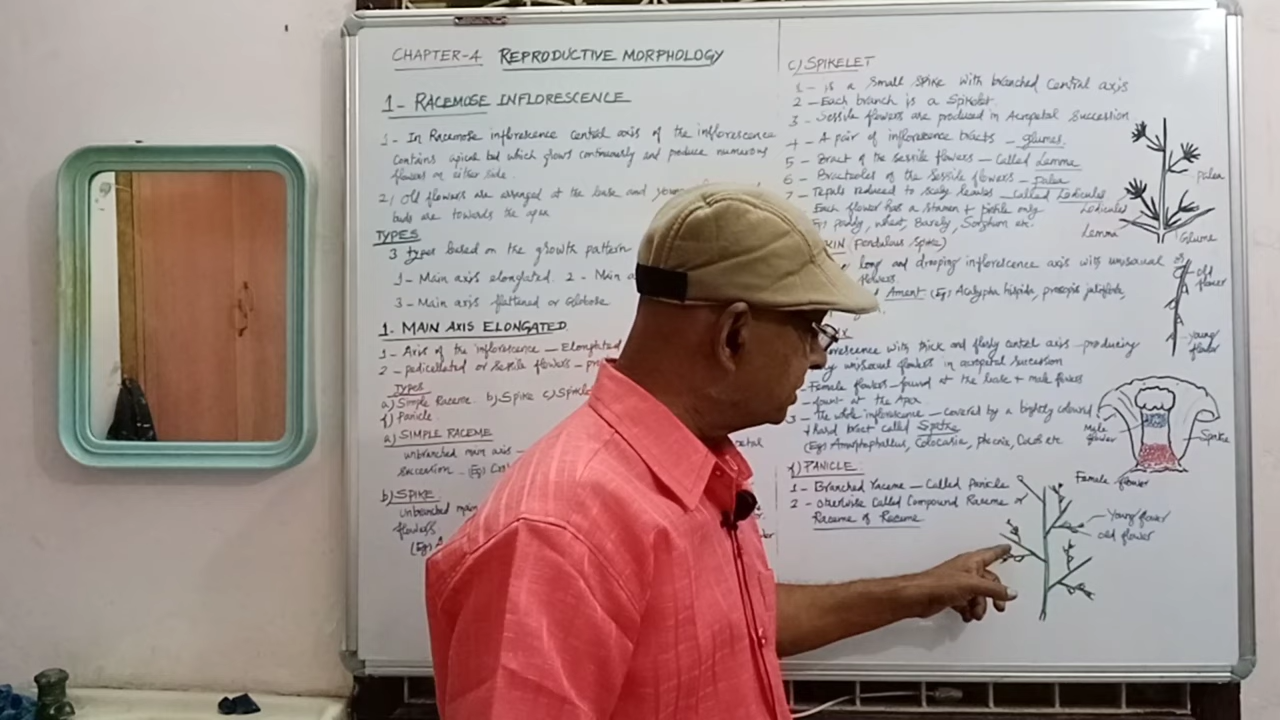 CHAPTER-4 REPRODUCTIVE MORPHOLOGY
1- RACEMOSE INFLORESCENCE
1- In Racemose inflorescence central axis of the inflorescence
Contains apical bud which grows continuously and produce numerous
flowers on either side.
2) Old flowers are arranged at the base and
buds are towards the apex
TYPES
3 types based on the growth pattern
1- Main axis elongated. 2- Main
3- Main axis flattened or Globose
1. MAIN AXIS ELONGATED
1- Axis of the inflorescence - Elongated
2- pedicellated or sessile flowers -
Types
a) Simple Raceme. b) Spike c)
f) Panicle
a) SIMPLE RACEME
unbranched main axis -
Succession - (Eg)
b) SPIKE
unbranched
flowers
(Eg)
C) SPIKELET
1- is a small spike with branched Central axis
2- Each branch is a Spikelet.
3- Sessile flowers are produced in Acropetal Succession
4- A pair of inflorescence bracts - glumes.
5- Bract of the sessile flowers - Called Lemma
6- Bracteoles of the Sessile flowers - palea
7- Tepals reduced to scaly leaves - Called Lodicules
Each flower has a stamen + pistile only
paddy, wheat, Barely, Sorghum etc.
palea
Lodicules
Lemma
Glume
(Pendulous Spike)
long and drooping inflorescence axis with unisexual
flowers.
Ament (Eg) Acalypha hispida, prosopis juliflora,
old
flower
young
flower
with thick and fleshy central axis - producing
unisexual flowers in acropetal succession
Female flowers - found at the base + male flowers
found at the Apex
3- The whole inflorescence - Covered by a brightly coloured
+ hard bract called Spathe
(Eg) Amorphophallus, Colocasia, phoenix, Cocos etc.
Male
flower
Female flower
f) PANICLE
1- Branched raceme - Called Panicle
2- otherwise Called Compound Raceme or
Raceme of Raceme
young flower
old flower